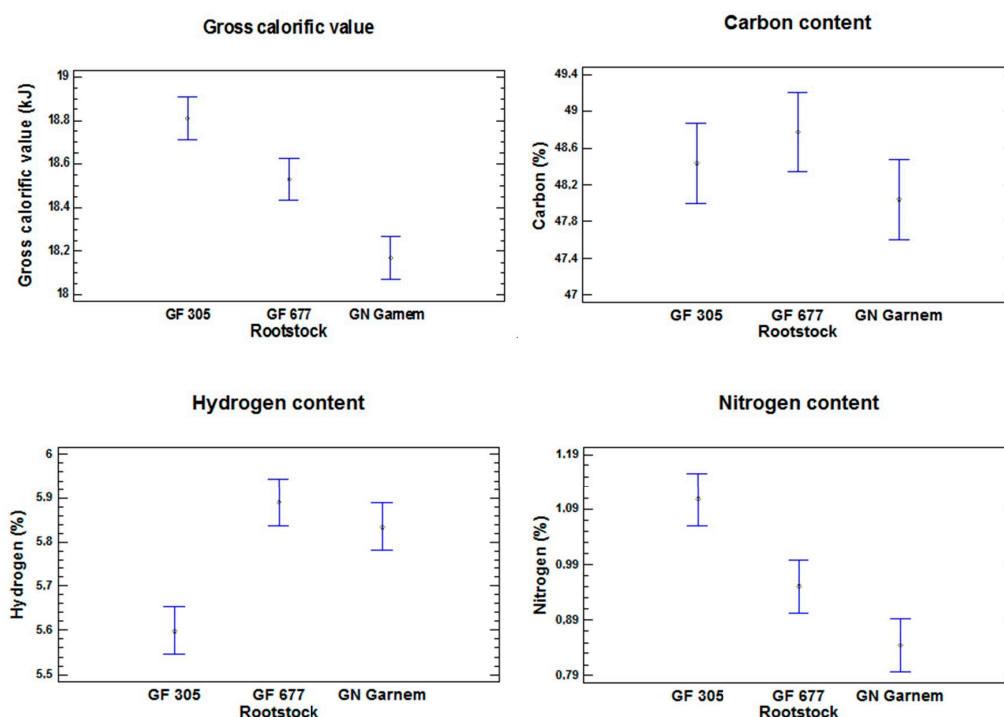 Gross calorific value
Gross calorific value (kJ)
19
18.8
18.6
18.4
18.2
18
GF 305 GF 677 GN Garnem
Rootstock
Carbon content
Carbon (%)
49.4
49
48.6
48.2
47.8
47.4
47
GF 305 GF 677 GN Garnem
Rootstock
Hydrogen content
Hydrogen (%)
6
5.9
5.8
5.7
5.6
5.5
GF 305 GF 677 GN Garnem
Rootstock
Nitrogen content
Nitrogen (%)
1.19
1.09
0.99
0.89
0.79
GF 305 GF 677 GN Garnem
Rootstock